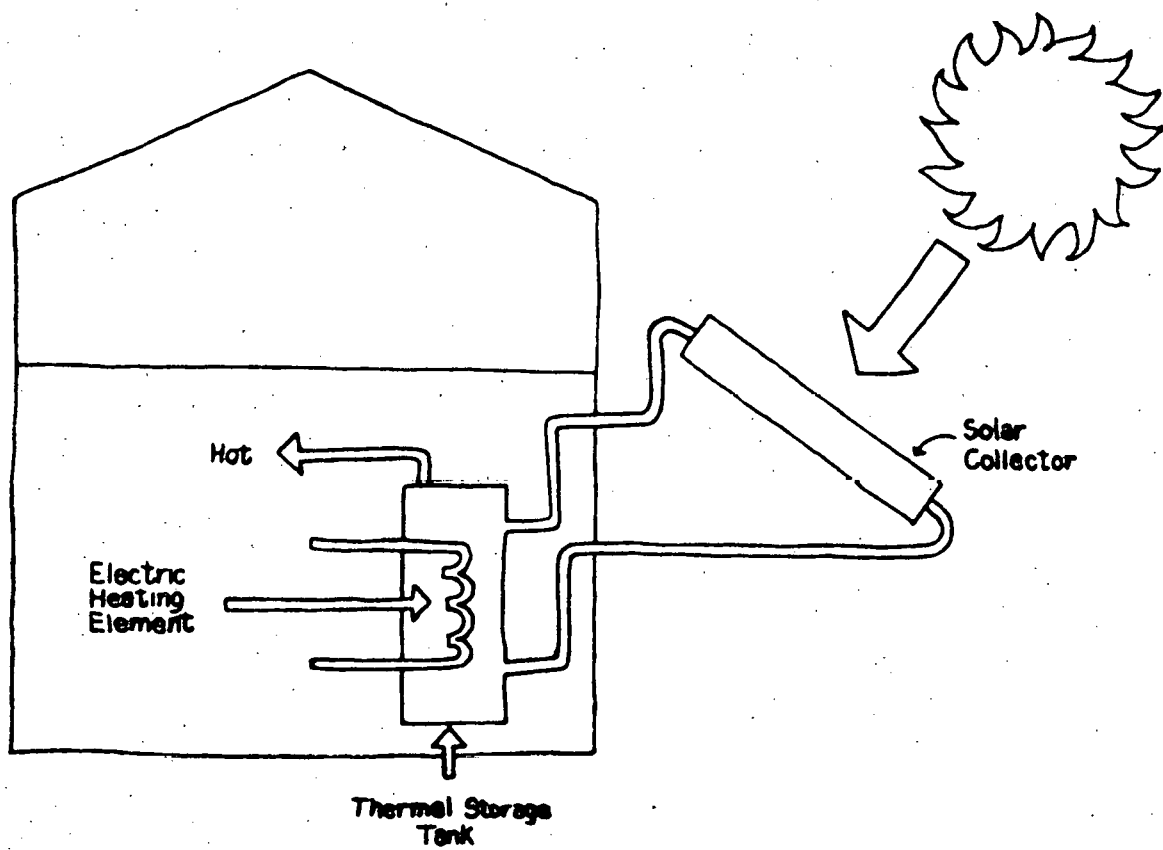 Hot
Solar
Collector
Electric
Heating
Element
Thermal Storage
Tank